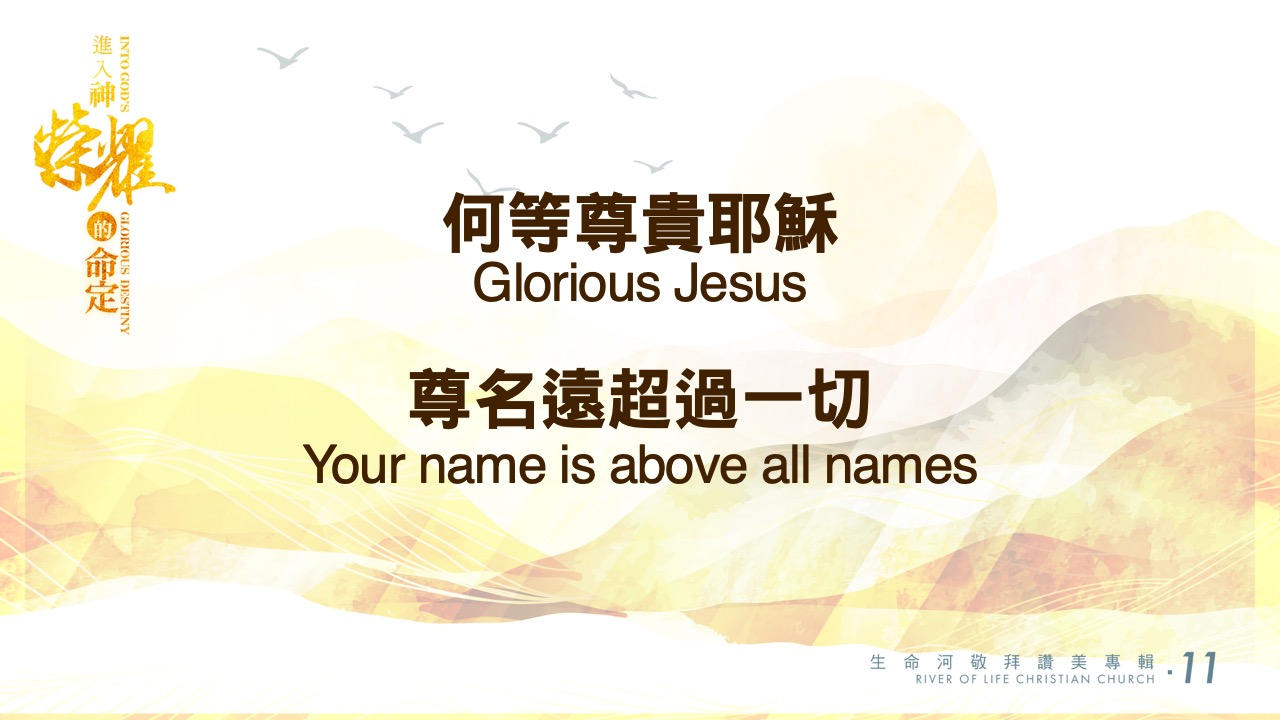 進入神
榮耀
的
命定
INTO GOD'S
GLORIOUS DESTINY
何等尊貴耶穌
Glorious Jesus
尊名遠超過一切
Your name is above all names
生命河敬拜讚美專輯
RIVER OF LIFE CHRISTIAN CHURCH
·11